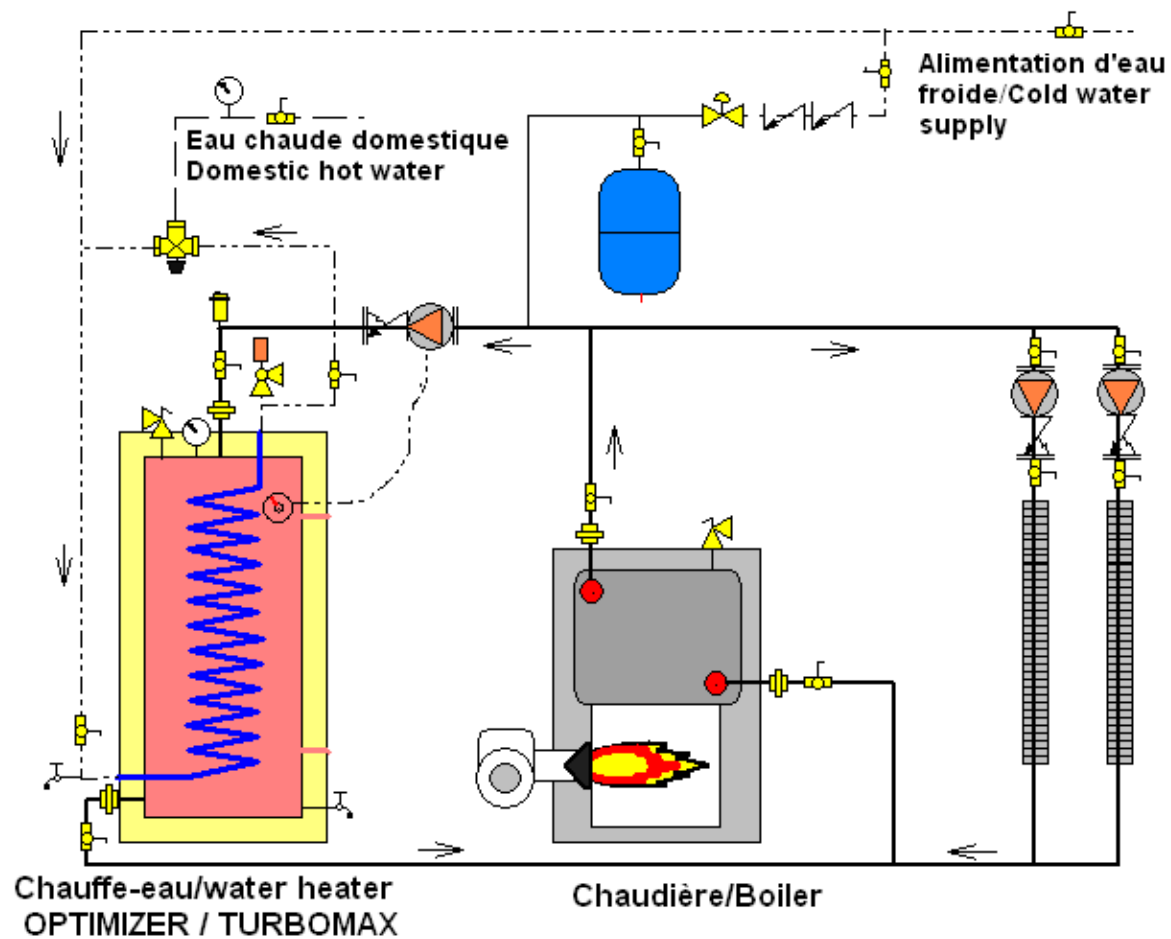 Alimentation d'eau
froide/Cold water
supply
Eau chaude domestique
Domestic hot water
Chauffe-eau/water heater
OPTIMIZER / TURBOMAX
Chaudière/Boiler